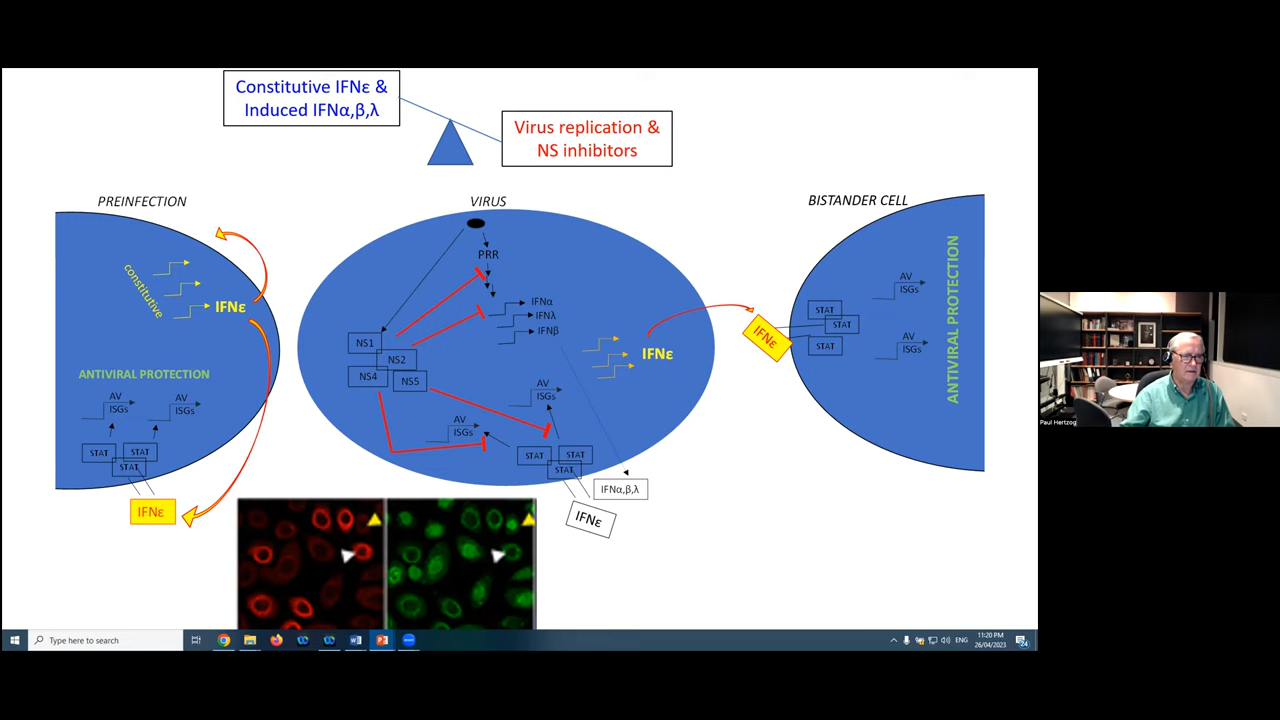 Constitutive IFNε &
Induced IFNα,β,λ
Virus replication &
NS inhibitors
PREINFECTION
VIRUS
BISTANDER CELL
constitutive
IFNε
ANTIVIRAL PROTECTION
AV
ISGs
AV
ISGs
STAT
STAT
STAT
IFNε
PRR
IFNα
IFNλ
IFNβ
NS1
NS2
NS4
NS5
IFNε
AV
ISGs
AV
ISGs
STAT
STAT
STAT
IFNα,β,λ
IFNε
IFNε
STAT
STAT
STAT
AV
ISGs
AV
ISGs
ANTIVIRAL PROTECTION
Paul Hertzog
Type here to search
ENG
11:20 PM
26/04/2023
24